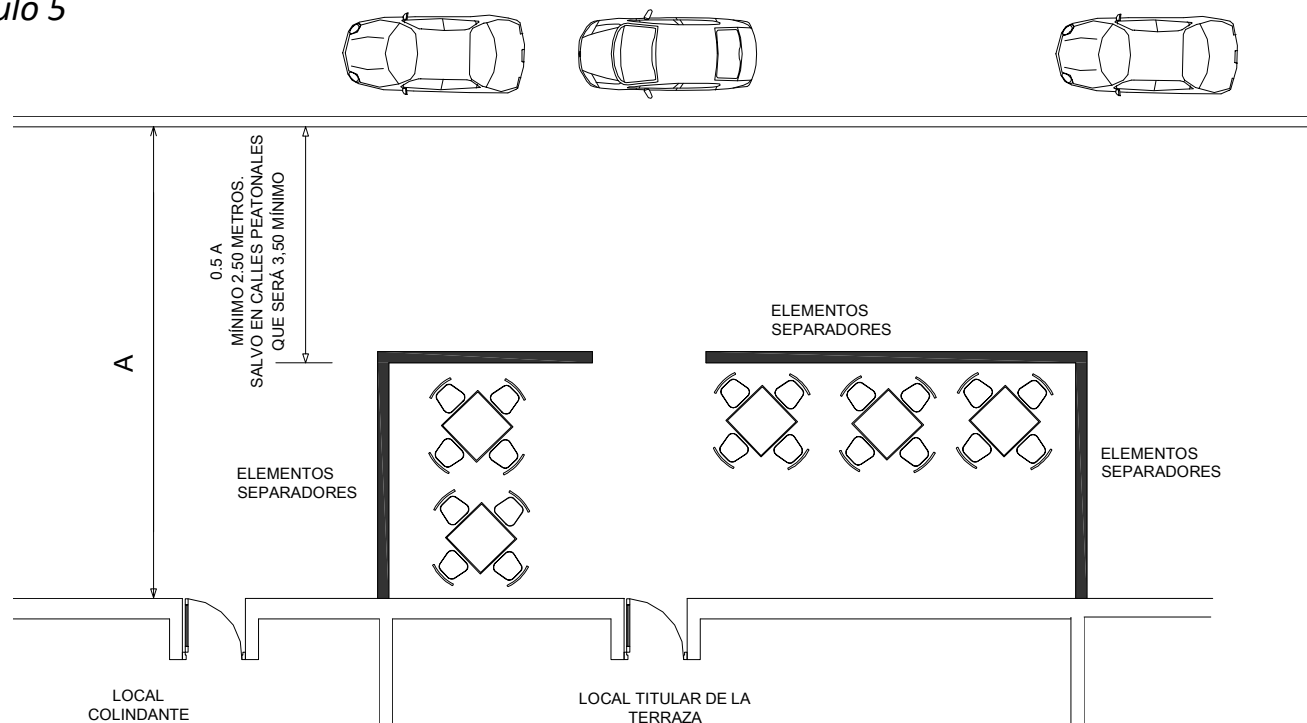 ulo 5
0.5 A
MÍNIMO 2.50 METROS.
SALVO EN CALLES PEATONALES
QUE SERÁ 3,50 MÍNIMO
A
ELEMENTOS
SEPARADORES
ELEMENTOS
SEPARADORES
ELEMENTOS
SEPARADORES
LOCAL
COLINDANTE
LOCAL TITULAR DE LA
TERRAZA